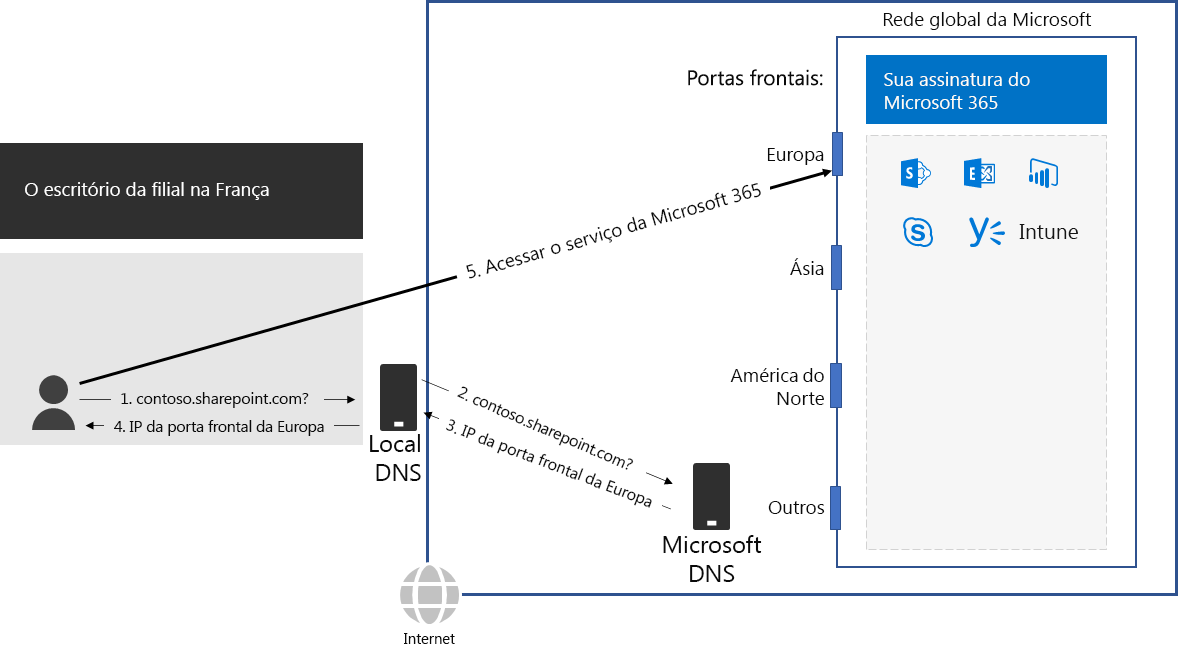 Rede global da Microsoft
Portas frontais:
Sua assinatura do
Microsoft 365
O escritório da filial na França
Europa
5. Acessar o serviço da Microsoft 365
S
E
Intune
Ásia
América do
Norte
1. contoso.sharepoint.com?
4. IP da porta frontal da Europa
Local
DNS
2. contoso.sharepoint.com?
3. IP da porta frontal da Europa
Outros
Microsoft
DNS
Internet